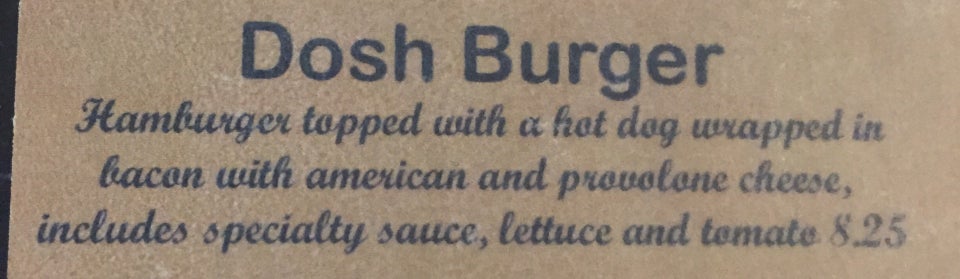 Dosh Burger
Hamburger topped with a hot dog wrapped in
bacon with american and provolone cheese,
includes specialty sauce, lettuce and tomato 8.25